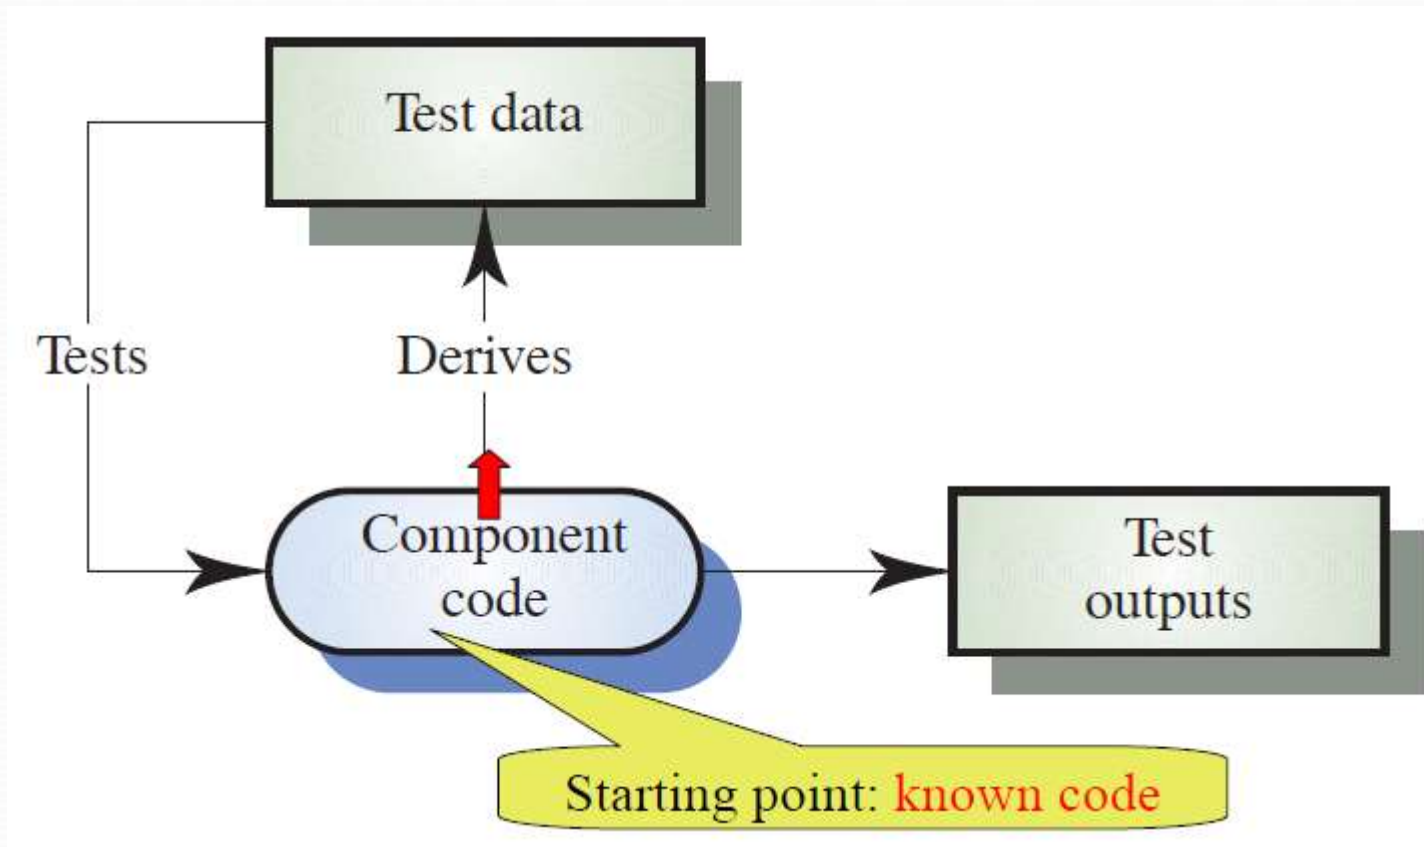 Test data
Tests
Derives
Component
code
Test
outputs
Starting point: known code